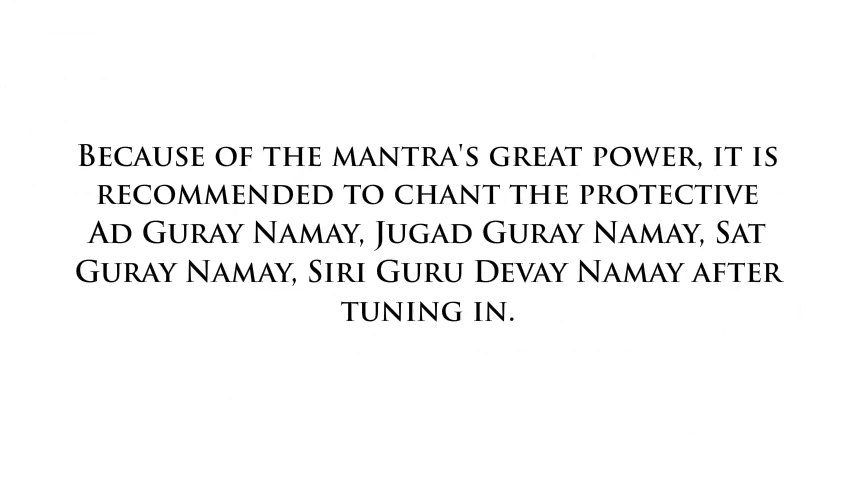 Because of the mantra's great power, it is
recommended to chant the protective
Ad Guray Namay, Jugad Guray Namay, Sat
Guray Namay, Siri Guru Devay Namay after
tuning in.